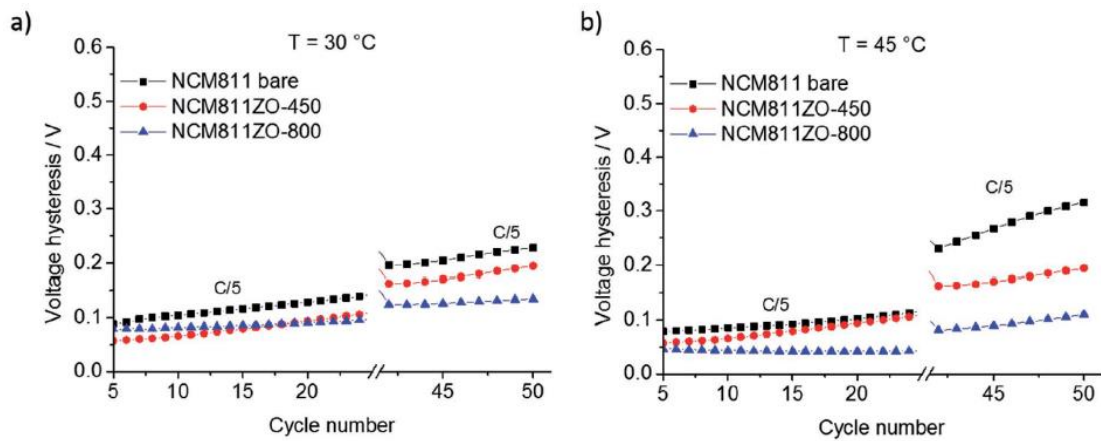 a)
T = 30 °C
0.6
0.5
0.4
0.3
0.2
0.1
0.0
Voltage hysteresis / V
NCM811 bare
NCM811ZO-450
NCM811ZO-800
C/5
C/5
5 10 15 20 45 50
Cycle number
b)
T = 45 °C
0.6
0.5
0.4
0.3
0.2
0.1
0.0
Voltage hysteresis / V
NCM811 bare
NCM811ZO-450
NCM811ZO-800
C/5
C/5
5 10 15 20 45 50
Cycle number